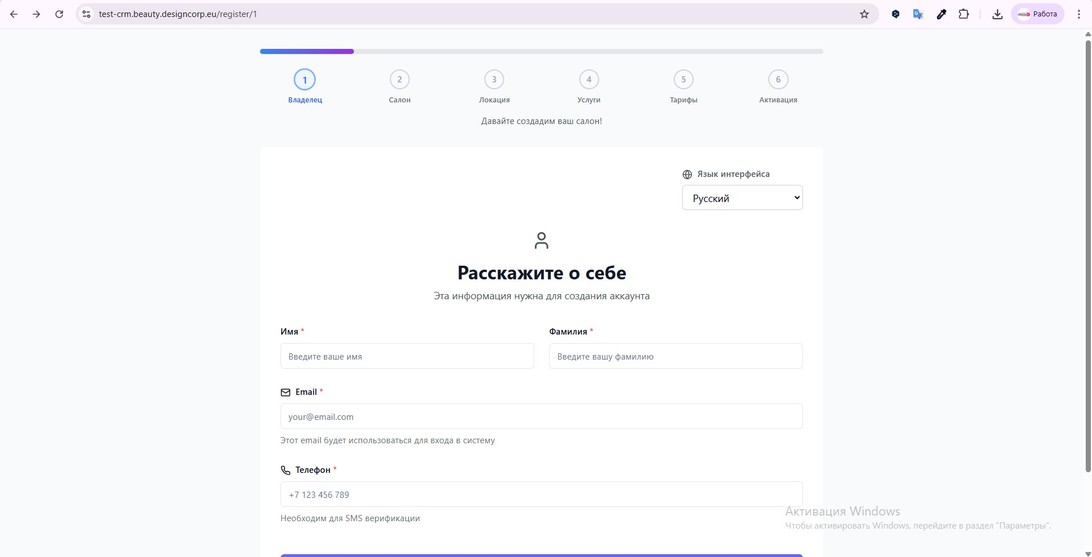 test-crm.beauty.designcorp.eu/register/1
Работа
1 2 3 4 5 6
Владелец Салон Локация Услуги Тарифы Активация
Давайте создадим ваш салон!
Язык интерфейса
Русский
Расскажите о себе
Эта информация нужна для создания аккаунта
Имя * Фамилия *
Введите ваше имя Введите вашу фамилию
Email *
your@email.com
Этот email будет использоваться для входа в систему
Телефон *
+7 123 456 789
Необходим для SMS верификации
Активация Windows
Чтобы активировать Windows, перейдите в раздел "Параметры".